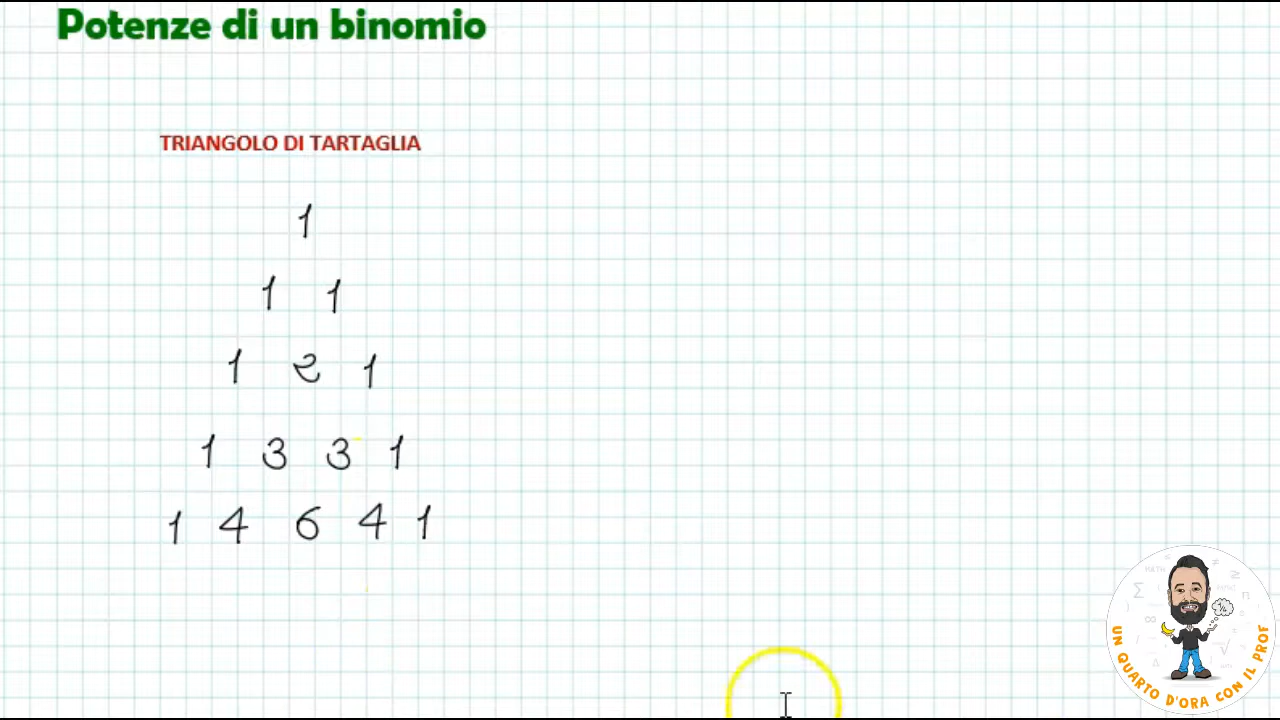 Potenze di un binomio
TRIANGOLO DI TARTAGLIA
1
1 1
1 2 1
1 3 3 1
1 4 6 4 1
UN QUARTO D'ORA CON IL PROF